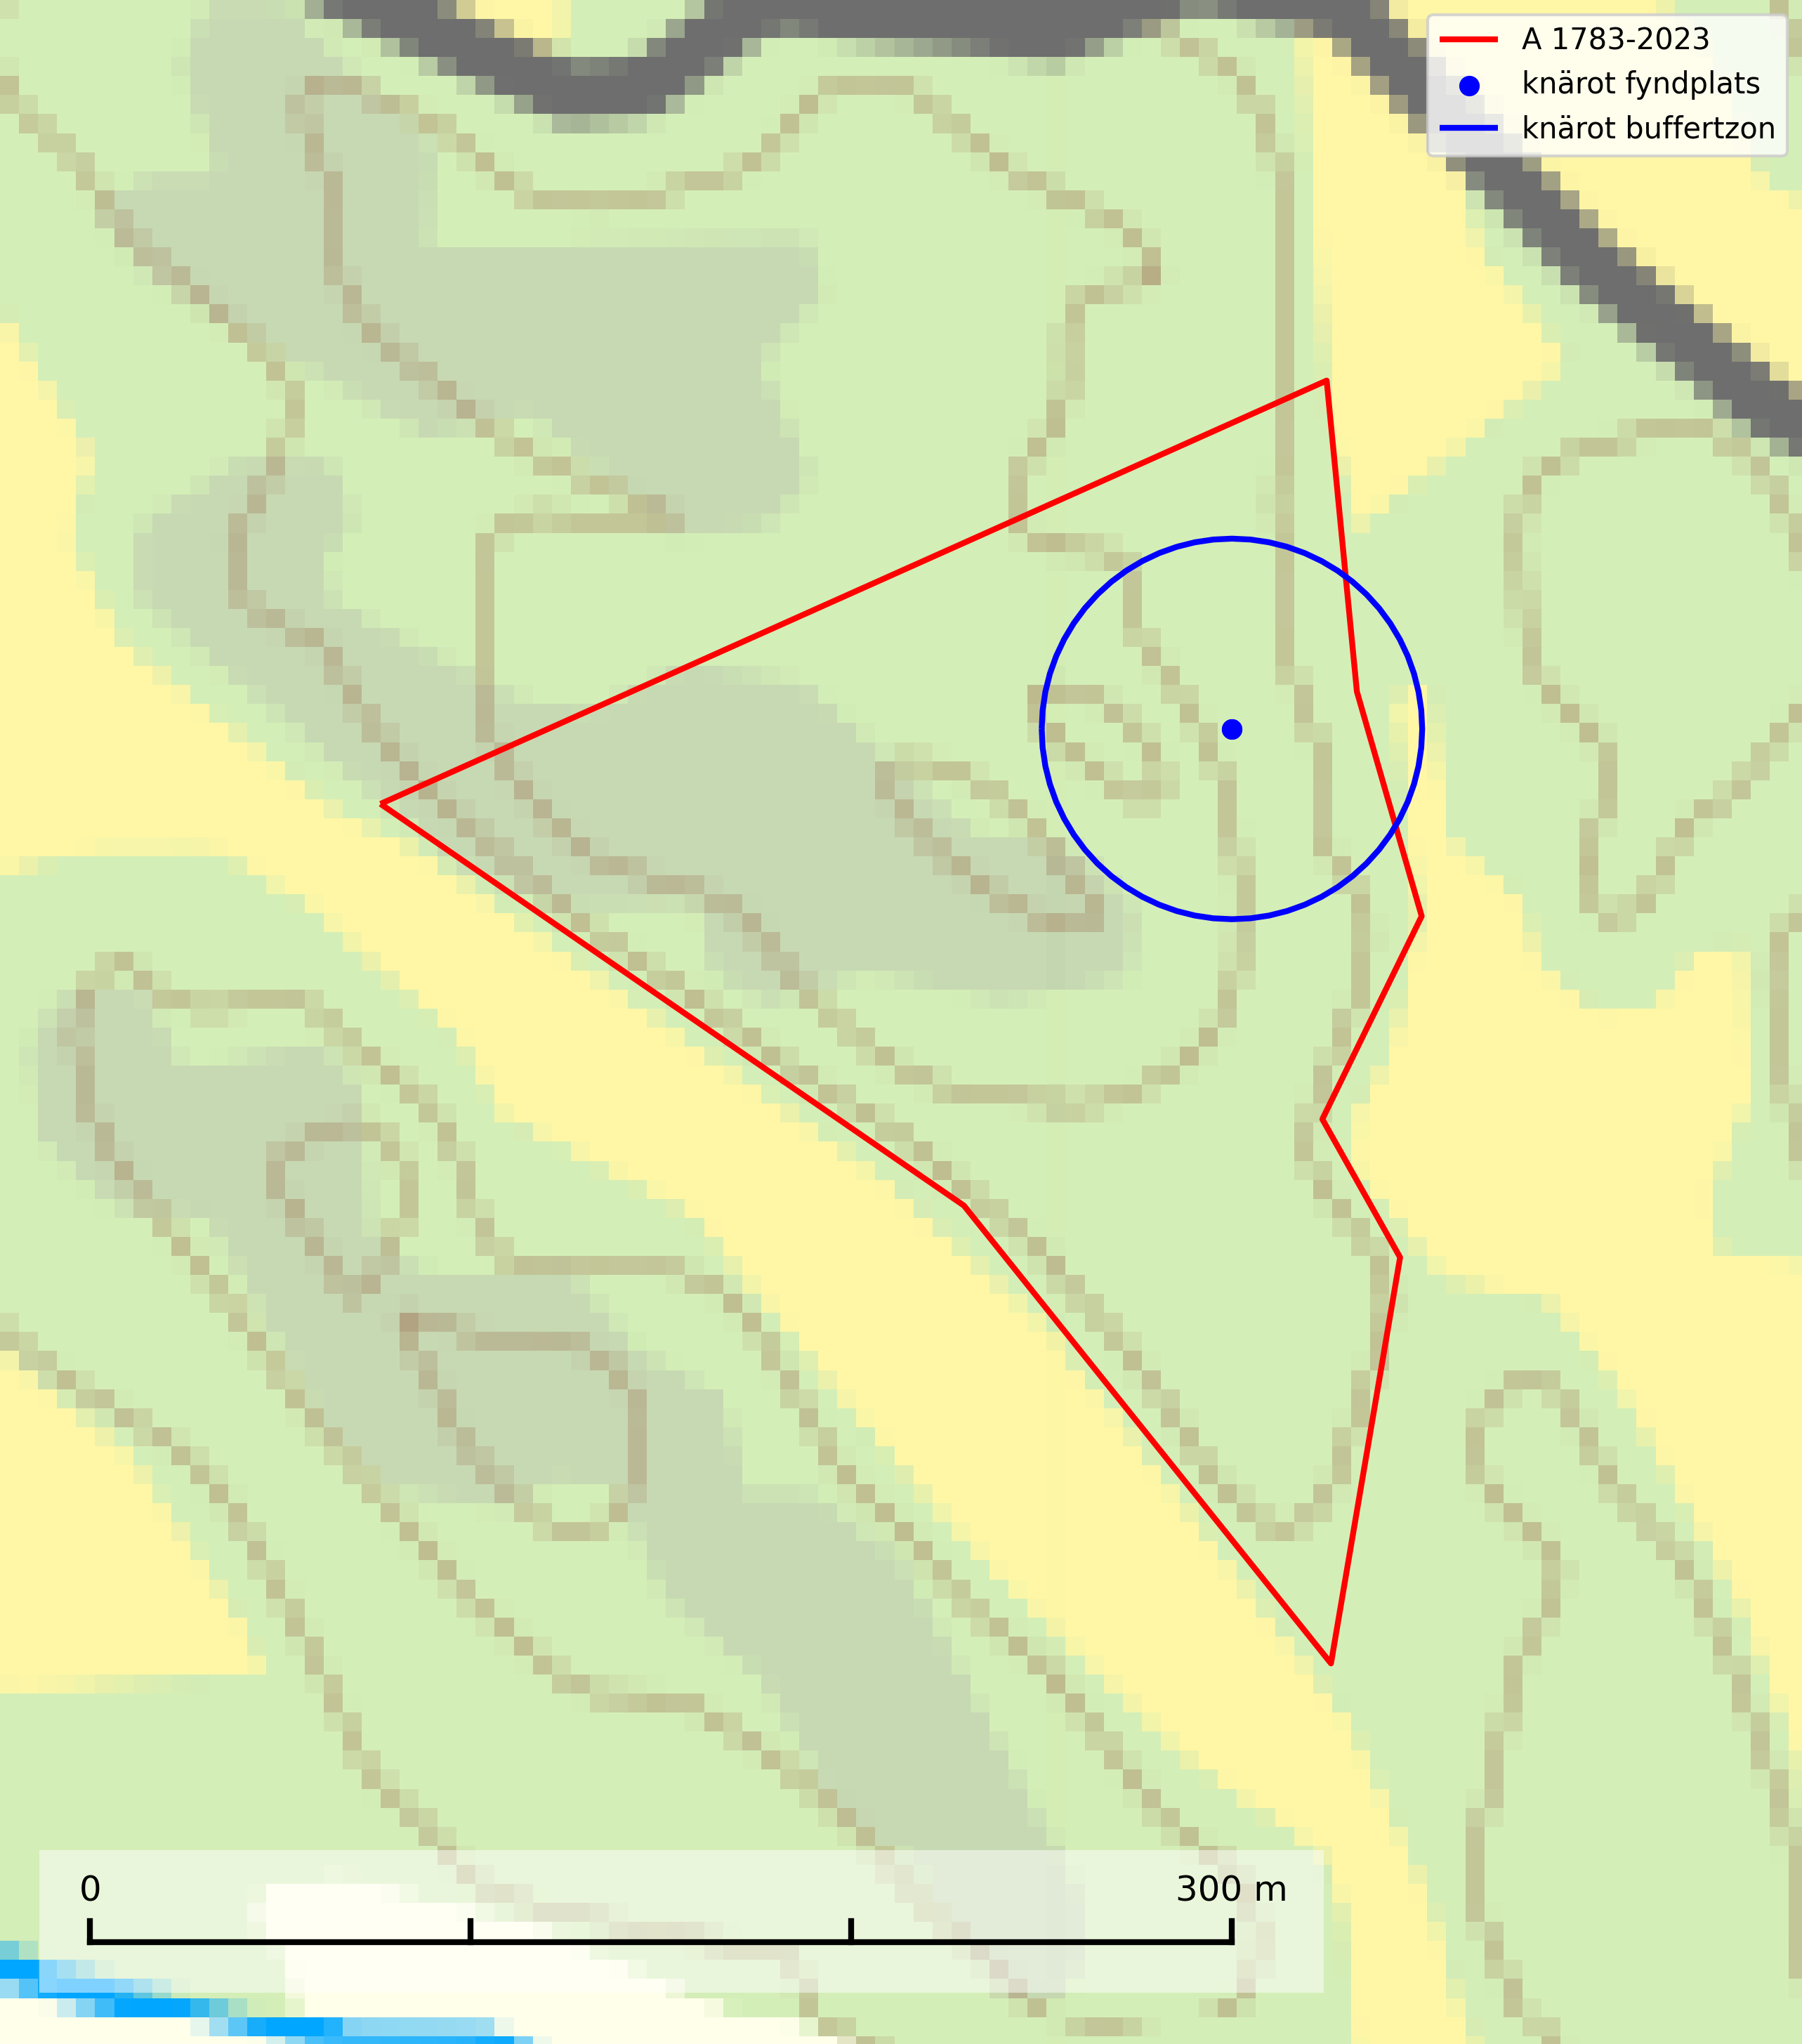 A 1783-2023
knärot fyndplats
knärot buffertzon
0 300 m